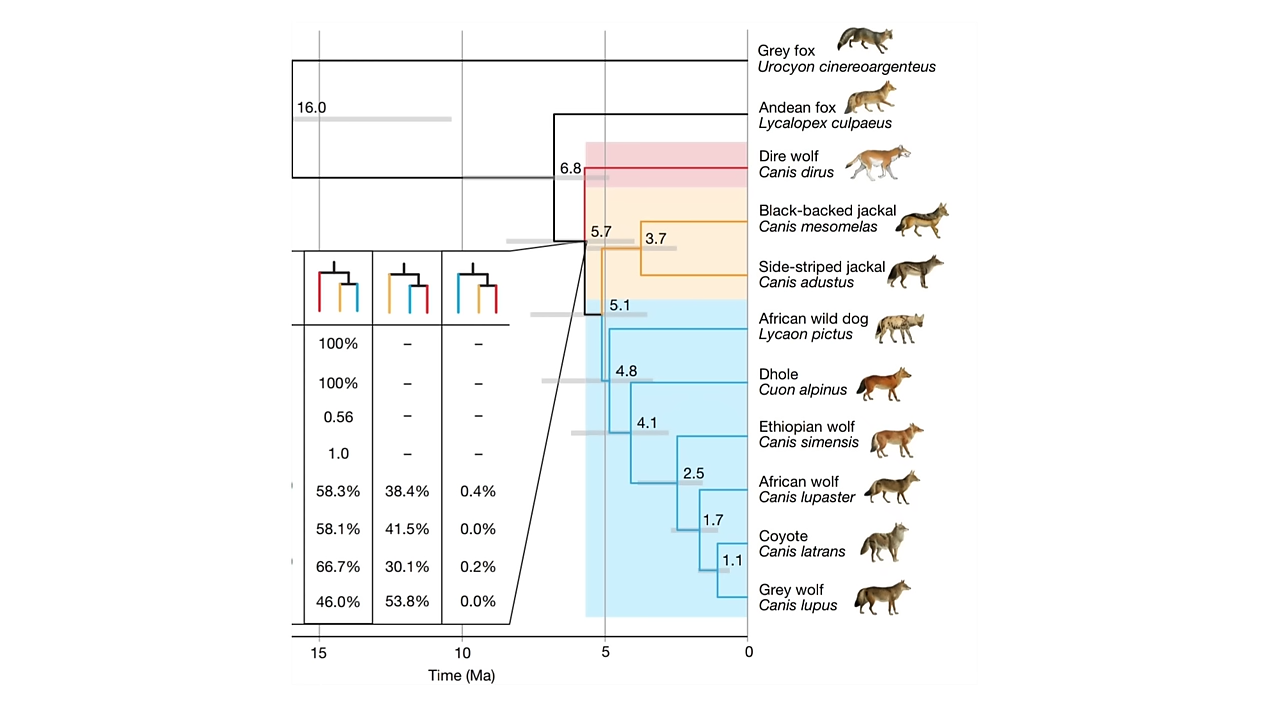 Grey fox
Urocyon cinereoargenteus
16.0
Andean fox
Lycalopex culpaeus
6.8
Dire wolf
Canis dirus
5.7
3.7
Black-backed jackal
Canis mesomelas
Side-striped jackal
Canis adustus
5.1
African wild dog
Lycaon pictus
4.8
Dhole
Cuon alpinus
4.1
Ethiopian wolf
Canis simensis
2.5
African wolf
Canis lupaster
1.7
Coyote
Canis latrans
1.1
Grey wolf
Canis lupus
100% – –
100% – –
0.56 – –
1.0 – –
58.3% 38.4% 0.4%
58.1% 41.5% 0.0%
66.7% 30.1% 0.2%
46.0% 53.8% 0.0%
15 10 5 0
Time (Ma)